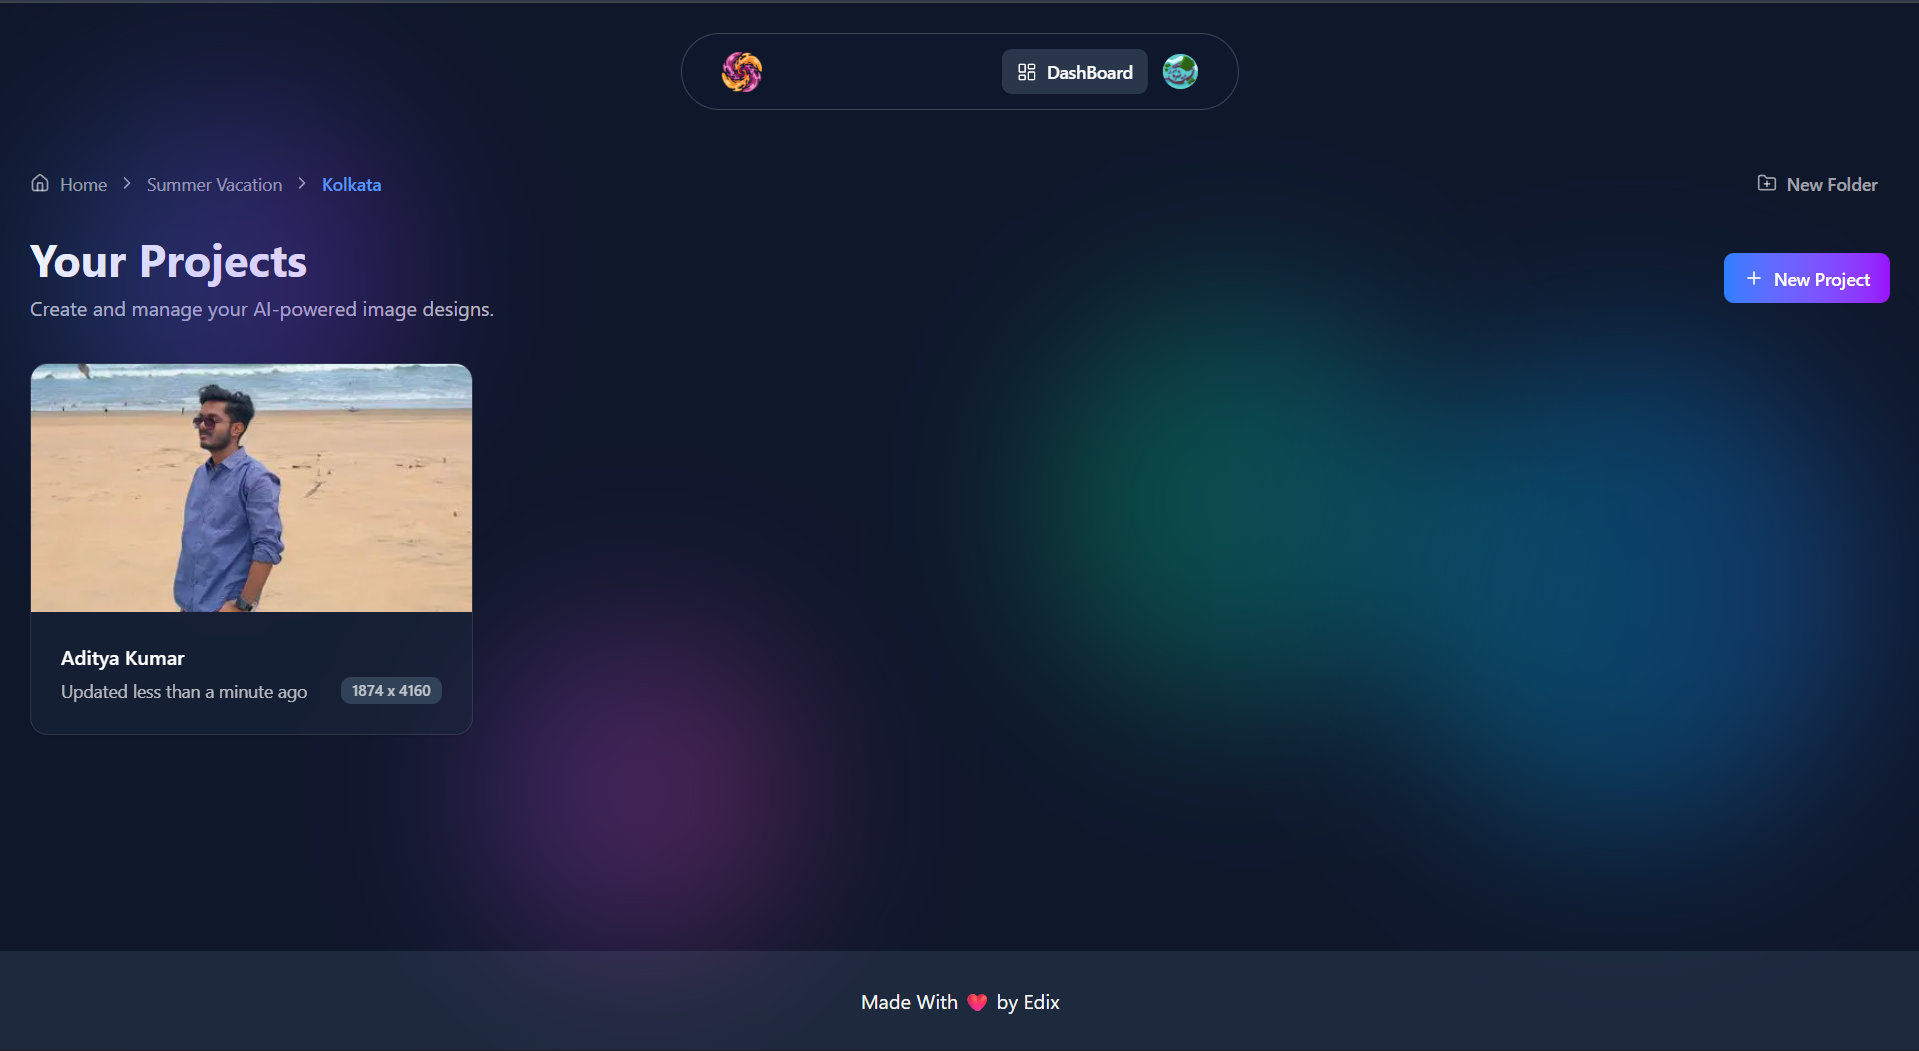 DashBoard
Home > Summer Vacation > Kolkata
New Folder
Your Projects
Create and manage your AI-powered image designs.
+ New Project
Aditya Kumar
Updated less than a minute ago
1874 x 4160
Made With ❤️ by Edix